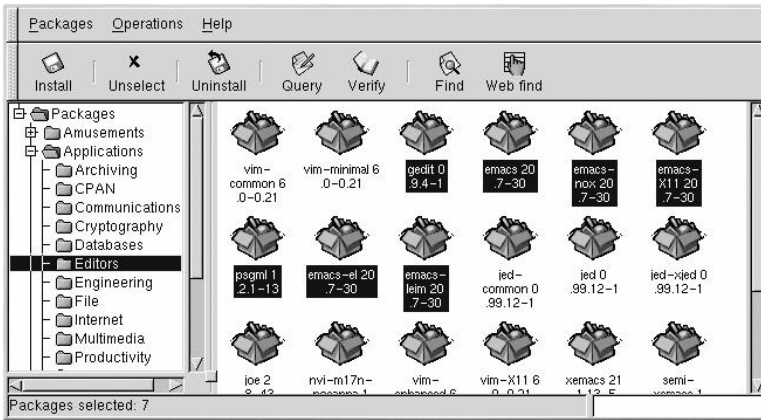 Packages Operations Help
Install Unselect Uninstall Query Verify Find Web find
Packages
Amusements
Applications
Archiving
CPAN
Communications
Cryptography
Databases
Editors
Engineering
File
Internet
Multimedia
Productivity
vim-
common 6
.0-0.21
vim-minimal 6
.0-0.21
gedit 0
.9.4-1
emacs 20
.7-30
emacs-
nox 20
.7-30
emacs-
X11 20
.7-30
psgml 1
.2.1-13
emacs-el 20
.7-30
emacs-
leim 20
.7-30
jed-
common 0
.99.12-1
jed 0
.99.12-1
jed-xjed 0
.99.12-1
joe 2
nvi-m17n-
vim-
vim-X11 6
xemacs 21
semi-
Packages selected: 7